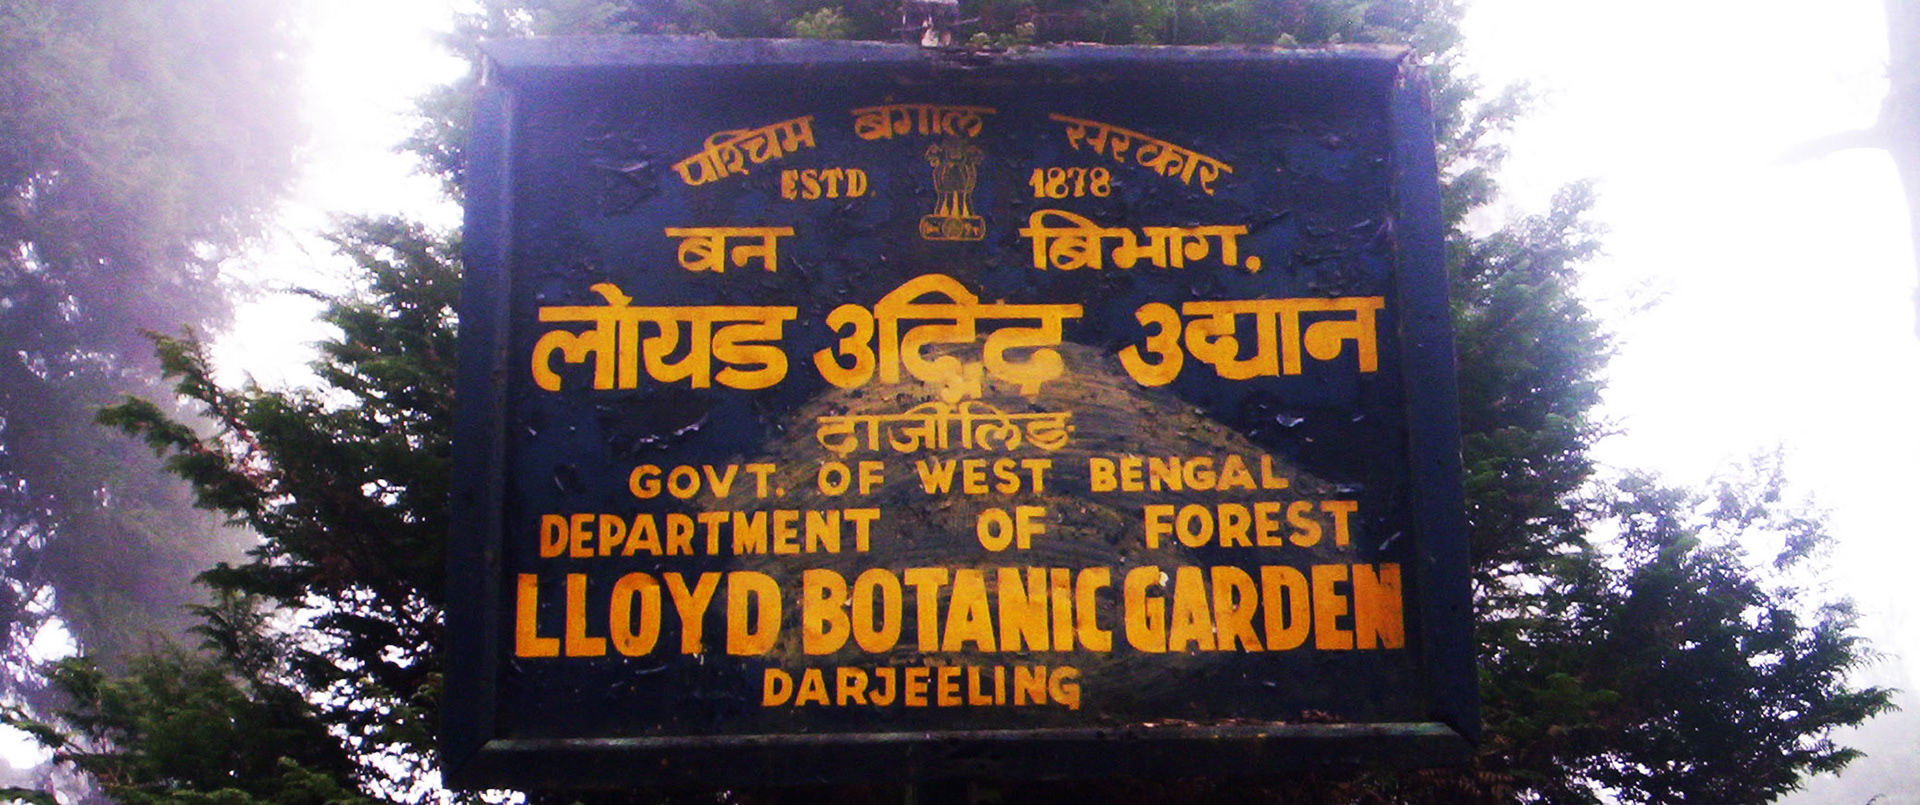 पश्चिम बंगाल सरकार
ESTD. 1878
बन बिभाग.
लोयड उद्भिद उद्यान
दार्जीलिङ
GOVT. OF WEST BENGAL
DEPARTMENT OF FOREST
LLOYD BOTANIC GARDEN
DARJEELING